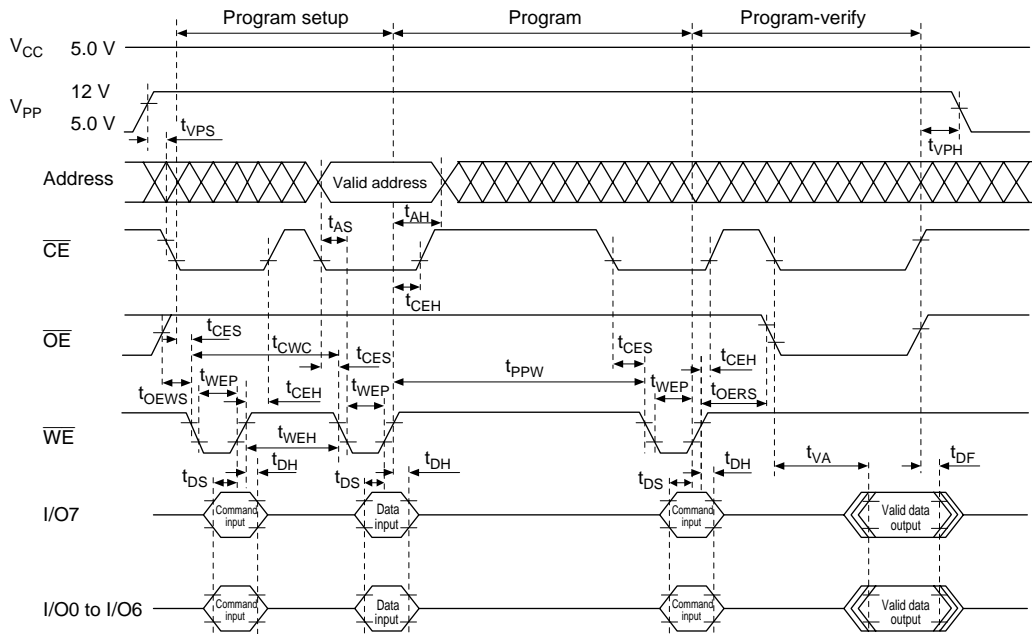 Program setup Program Program-verify
VCC 5.0 V
12 V
VPP
5.0 V
tVPS
tVPH
Address Valid address
tAH
tAS
CE
tCEH
OE
tCES tCWC tCES tCES tCEH
tPPW
tWEP tWEP tWEP
tOEWS tCEH tOERS
WE
tWEH
tVA
tDS tDH tDS tDH tDS tDH tDF
I/O7 Command input Data input Command input Valid data output
I/O0 to I/O6 Command input Data input Command input Valid data output